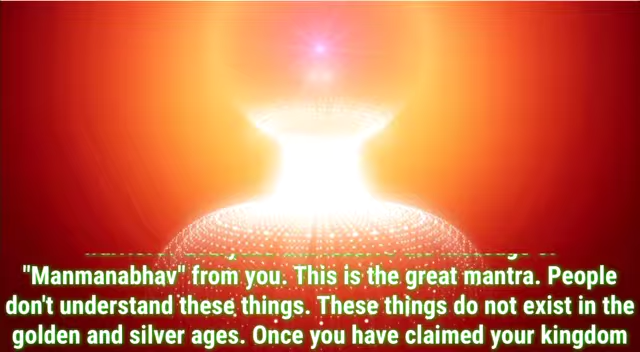 "Manmanabhav" from you. This is the great mantra. People
don't understand these things. These things do not exist in the
golden and silver ages. Once you have claimed your kingdom